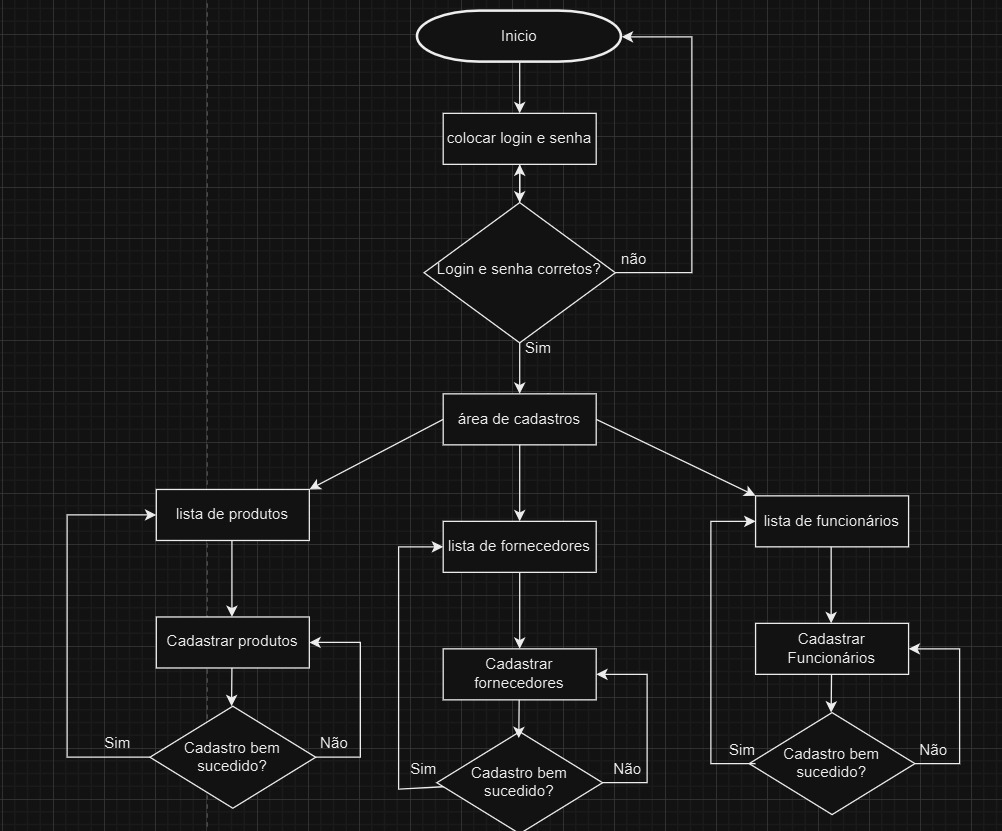 Inicio
colocar login e senha
Login e senha corretos?
não
Sim
área de cadastros
lista de produtos
lista de fornecedores
lista de funcionários
Cadastrar produtos
Cadastrar
fornecedores
Cadastrar
Funcionários
Sim
Cadastro bem
sucedido?
Não
Sim
Cadastro bem
sucedido?
Não
Sim
Cadastro bem
sucedido?
Não